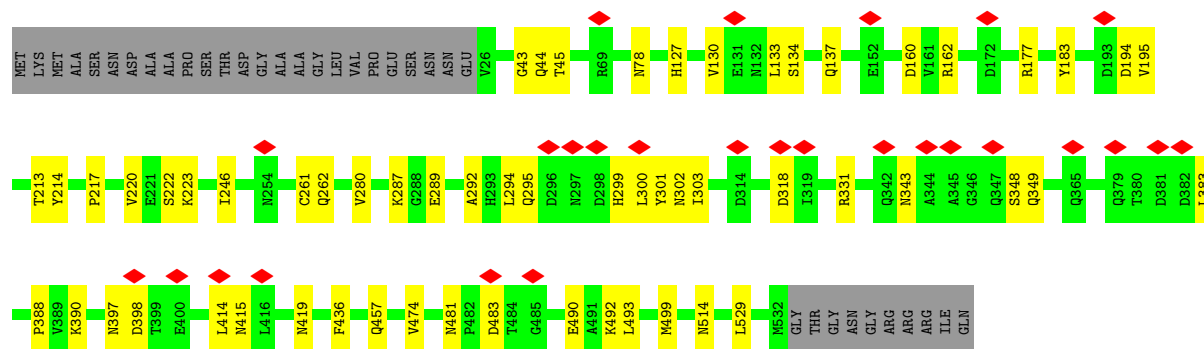 MET LYS MET ALA SER ASN ASP ALA ALA PRO SER THR ASP GLY ALA ALA GLY LEU VAL PRO GLU SER ASN ASN GLU V26 G43 Q44 T45 R69 N78 H127 V130 E131 N132 L133 S134 Q137 E152 D160 V161 R162 D172 R177 Y183 D193 D194 V195
T213 Y214 P217 V220 E221 S222 K223 I246 N254 C261 Q262 V280 K287 G288 E289 A292 H293 L294 Q295 D296 N297 D298 H299 L300 Y301 N302 I303 D314 D318 I319 R331 Q342 N343 A344 A345 G346 Q347 S348 Q349 Q365 Q379 T380 D381 D382 L383
P388 V389 K390 N397 D398 T399 E400 L414 N415 L416 N419 F436 Q457 V474 N481 P482 D483 T484 G485 E490 A491 K492 L493 M499 N514 L529 M532 GLY THR GLY ASN GLY ARG ARG ARG ILE GLN